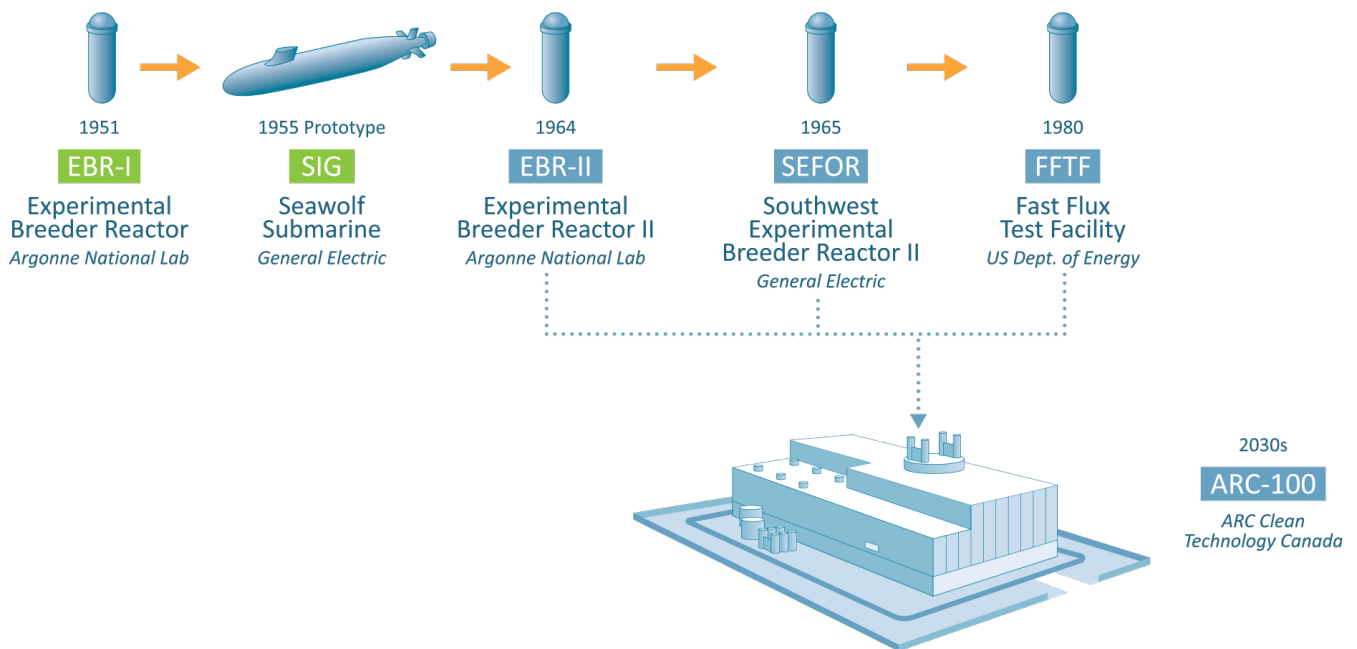 1951
EBR-I
Experimental
Breeder Reactor
Argonne National Lab
1955 Prototype
SIG
Seawolf
Submarine
General Electric
1964
EBR-II
Experimental
Breeder Reactor II
Argonne National Lab
1965
SEFOR
Southwest
Experimental
Breeder Reactor II
General Electric
1980
FFTF
Fast Flux
Test Facility
US Dept. of Energy
2030s
ARC-100
ARC Clean
Technology Canada